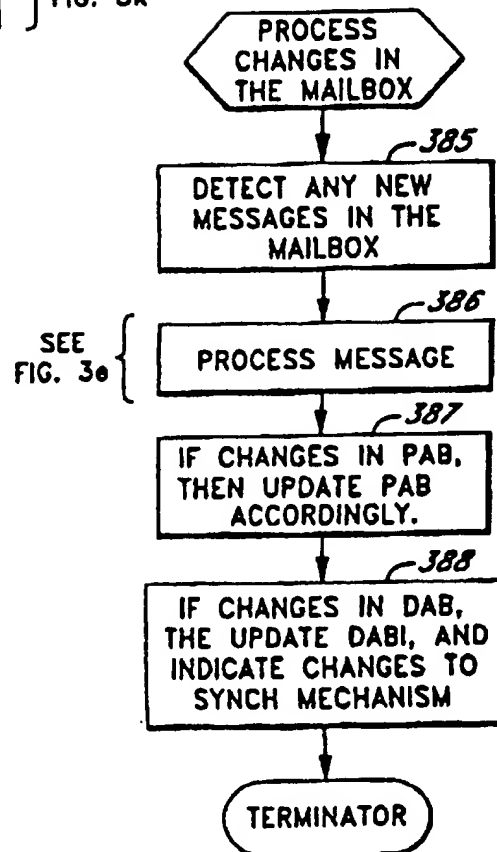 FIG. 3k
PROCESS
CHANGES IN
THE MAILBOX
385
DETECT ANY NEW
MESSAGES IN THE
MAILBOX
386
SEE
FIG. 3e
PROCESS MESSAGE
387
IF CHANGES IN PAB,
THEN UPDATE PAB
ACCORDINGLY.
388
IF CHANGES IN DAB,
THE UPDATE DABI, AND
INDICATE CHANGES TO
SYNCH MECHANISM
TERMINATOR